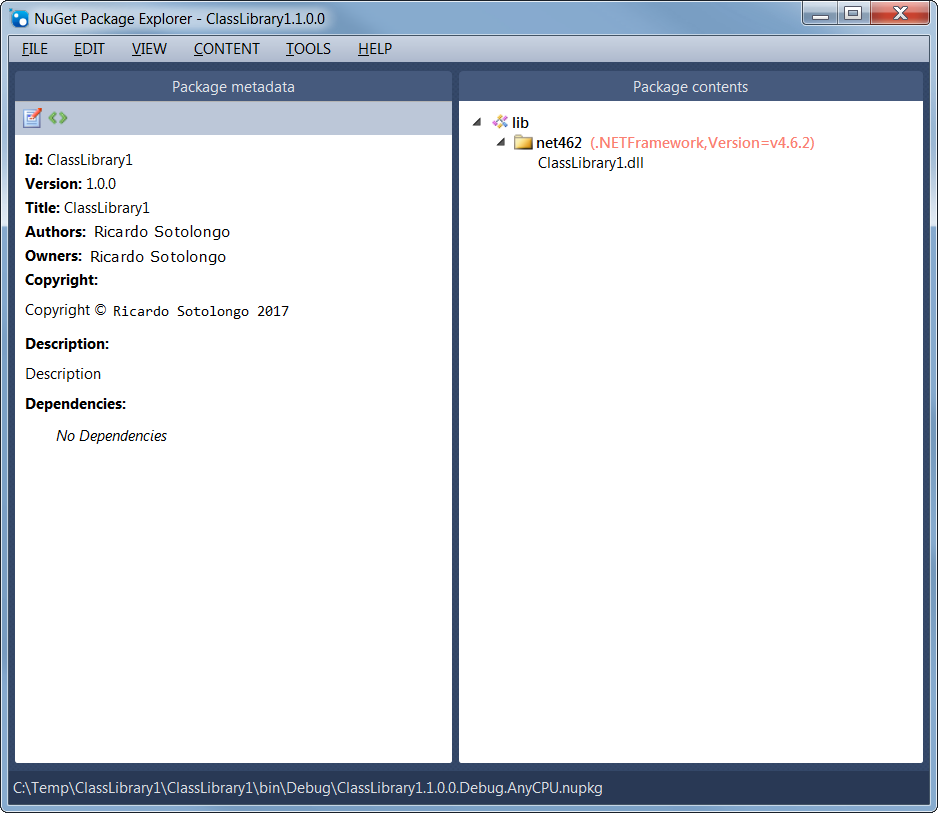 NuGet Package Explorer - ClassLibrary1.1.0.0
FILE EDIT VIEW CONTENT TOOLS HELP
Package metadata
Id: ClassLibrary1
Version: 1.0.0
Title: ClassLibrary1
Authors: Ricardo Sotolongo
Owners: Ricardo Sotolongo
Copyright:
Copyright © Ricardo Sotolongo 2017
Description:
Description
Dependencies:
No Dependencies
Package contents
lib
net462 (.NETFramework,Version=v4.6.2)
ClassLibrary1.dll
C:\Temp\ClassLibrary1\ClassLibrary1\bin\Debug\ClassLibrary1.1.0.0.Debug.AnyCPU.nupkg